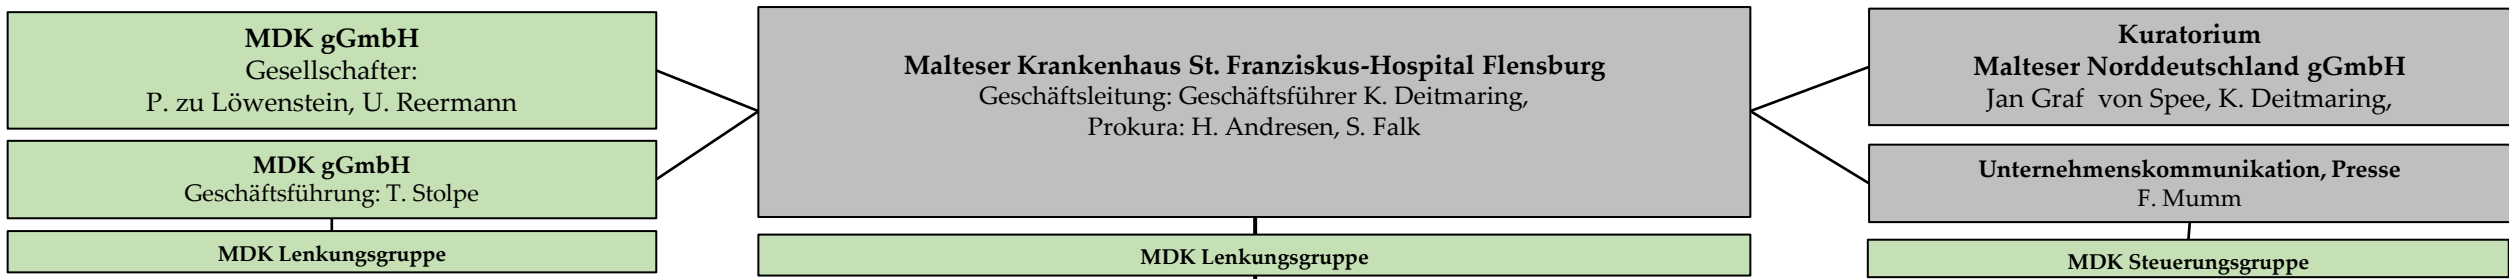 MDK gGmbH
Gesellschafter:
P. zu Löwenstein, U. Reermann
MDK gGmbH
Geschäftsführung: T. Stolpe
MDK Lenkungsgruppe
Malteser Krankenhaus St. Franziskus-Hospital Flensburg
Geschäftsleitung: Geschäftsführer K. Deitmaring,
Prokura: H. Andresen, S. Falk
MDK Lenkungsgruppe
Kuratorium
Malteser Norddeutschland gGmbH
Jan Graf von Spee, K. Deitmaring,
Unternehmenskommunikation, Presse
F. Mumm
MDK Steuerungsgruppe